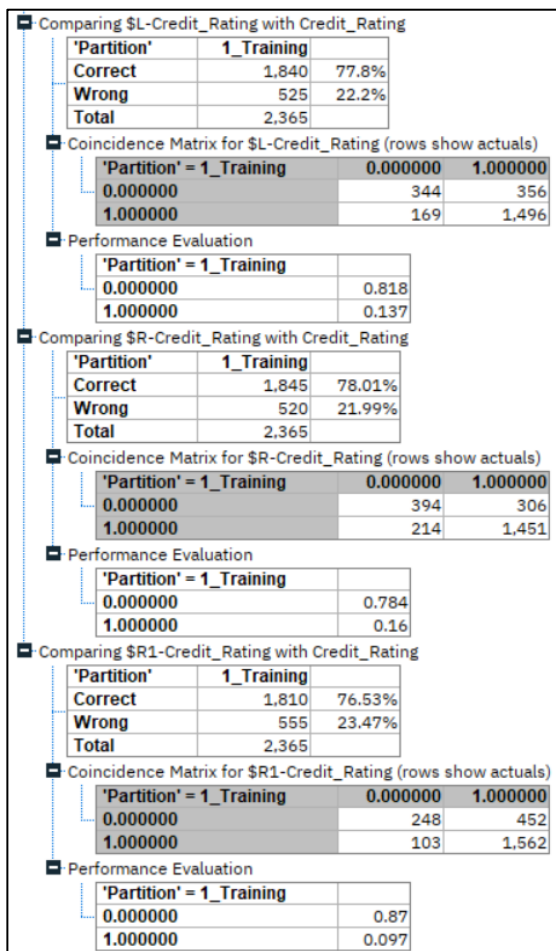 Comparing $L-Credit_Rating with Credit_Rating
'Partition' 1_Training
Correct 1,840 77.8%
Wrong 525 22.2%
Total 2,365
Coincidence Matrix for $L-Credit_Rating (rows show actuals)
'Partition' = 1_Training 0.000000 1.000000
0.000000 344 356
1.000000 169 1,496
Performance Evaluation
'Partition' = 1_Training
0.000000 0.818
1.000000 0.137
Comparing $R-Credit_Rating with Credit_Rating
'Partition' 1_Training
Correct 1,845 78.01%
Wrong 520 21.99%
Total 2,365
Coincidence Matrix for $R-Credit_Rating (rows show actuals)
'Partition' = 1_Training 0.000000 1.000000
0.000000 394 306
1.000000 214 1,451
Performance Evaluation
'Partition' = 1_Training
0.000000 0.784
1.000000 0.16
Comparing $R1-Credit_Rating with Credit_Rating
'Partition' 1_Training
Correct 1,810 76.53%
Wrong 555 23.47%
Total 2,365
Coincidence Matrix for $R1-Credit_Rating (rows show actuals)
'Partition' = 1_Training 0.000000 1.000000
0.000000 248 452
1.000000 103 1,562
Performance Evaluation
'Partition' = 1_Training
0.000000 0.87
1.000000 0.097